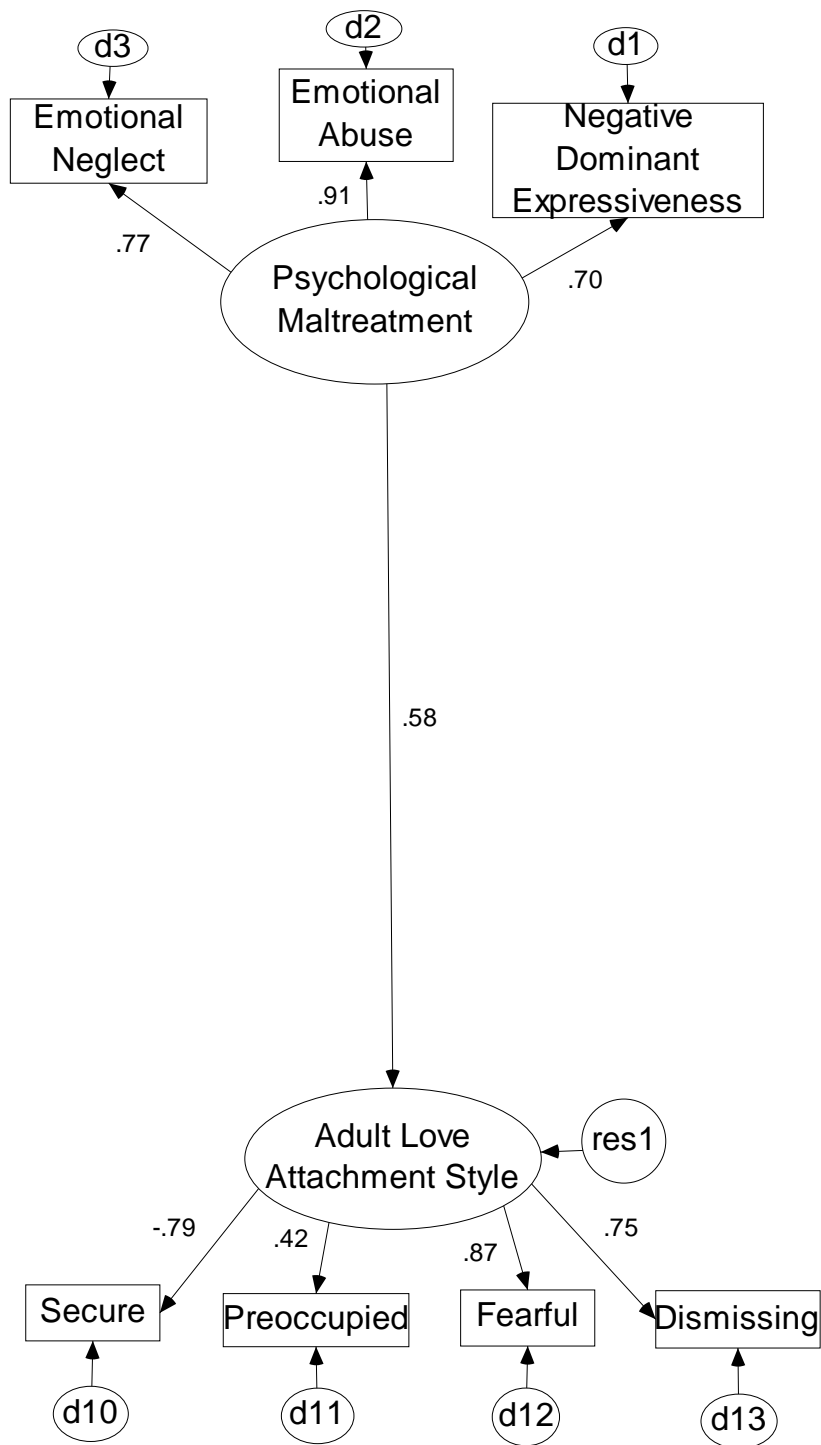 d3
d2
d1
Emotional
Neglect
Emotional
Abuse
Negative
Dominant
Expressiveness
.77
.91
.70
Psychological
Maltreatment
.58
Adult Love
Attachment Style
res1
-.79
.42
.87
.75
Secure
Preoccupied
Fearful
Dismissing
d10
d11
d12
d13